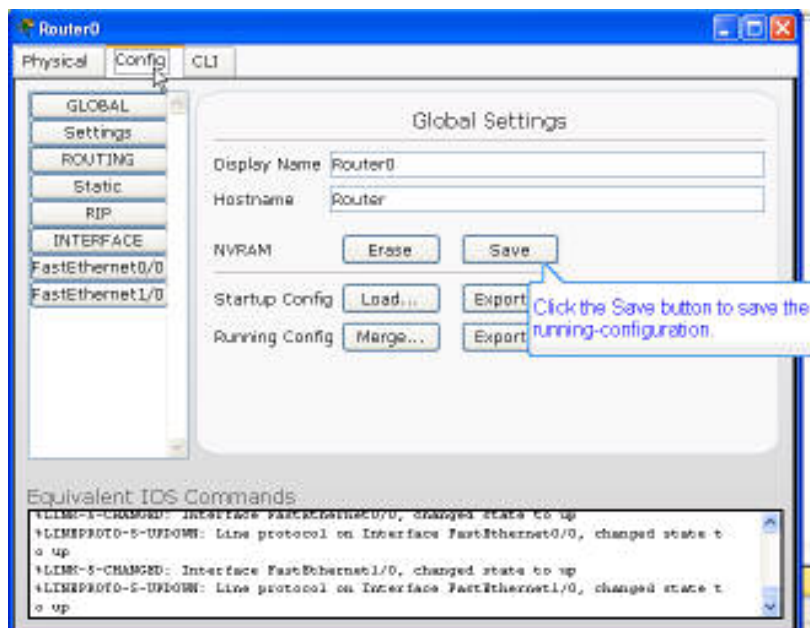 Router0
Physical Config CLI
GLOBAL
Settings
ROUTING
Static
RIP
INTERFACE
FastEthernet0/0
FastEthernet1/0
Global Settings
Display Name Router0
Hostname Router
NVRAM Erase Save
Startup Config Load... Export
Running Config Merge... Export
Click the Save button to save the
running-configuration.
Equivalent IOS Commands
%LINK-5-CHANGED: Interface FastEthernet0/0, changed state to up
%LINEPROTO-5-UPDOWN: Line protocol on Interface FastEthernet0/0, changed state t
o up
%LINK-5-CHANGED: Interface FastEthernet1/0, changed state to up
%LINEPROTO-5-UPDOWN: Line protocol on Interface FastEthernet1/0, changed state t
o up